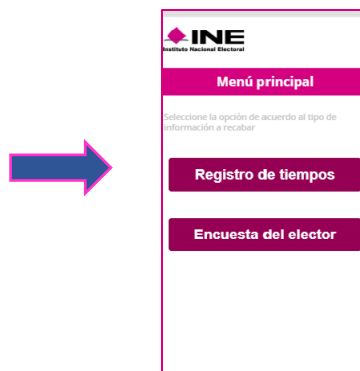 INE
Instituto Nacional Electoral
Menú principal
Seleccione la opción de acuerdo al tipo de
información a recabar
Registro de tiempos
Encuesta del elector